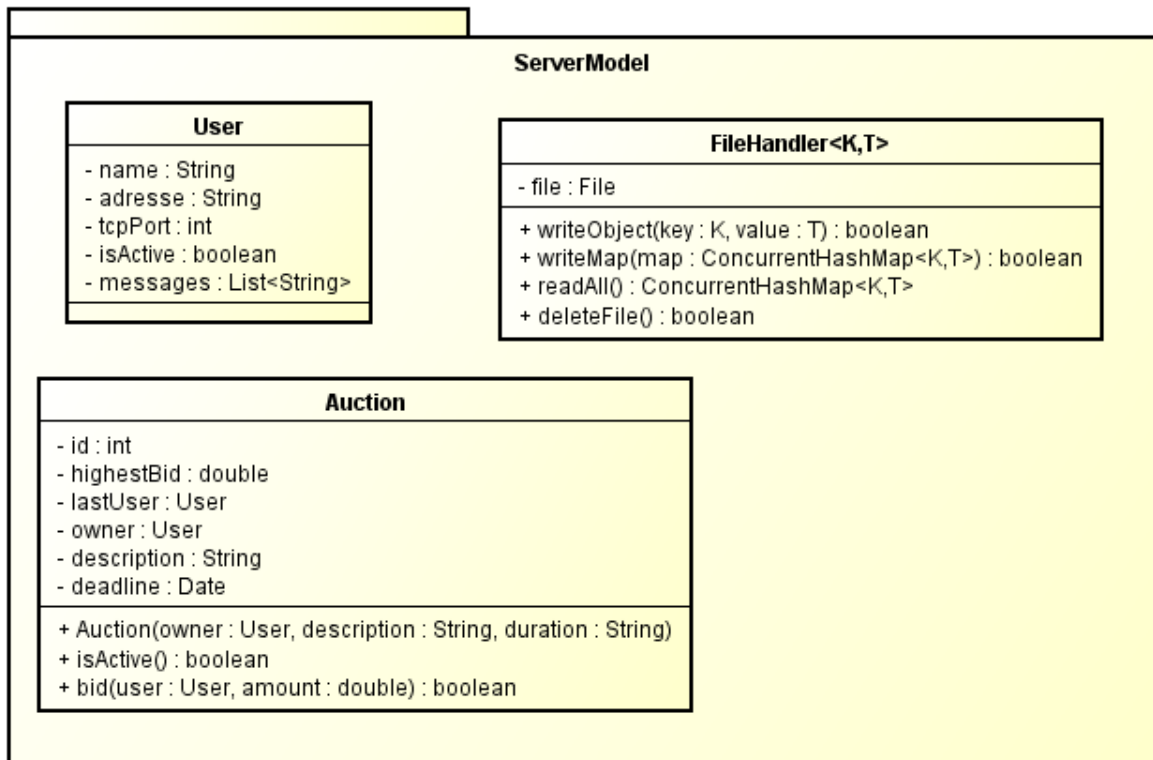 ServerModel
User
- name : String
- adresse : String
- tcpPort : int
- isActive : boolean
- messages : List<String>
FileHandler<K,T>
- file : File
+ writeObject(key : K, value : T) : boolean
+ writeMap(map : ConcurrentHashMap<K,T>) : boolean
+ readAll() : ConcurrentHashMap<K,T>
+ deleteFile() : boolean
Auction
- id : int
- highestBid : double
- lastUser : User
- owner : User
- description : String
- deadline : Date
+ Auction(owner : User, description : String, duration : String)
+ isActive() : boolean
+ bid(user : User, amount : double) : boolean